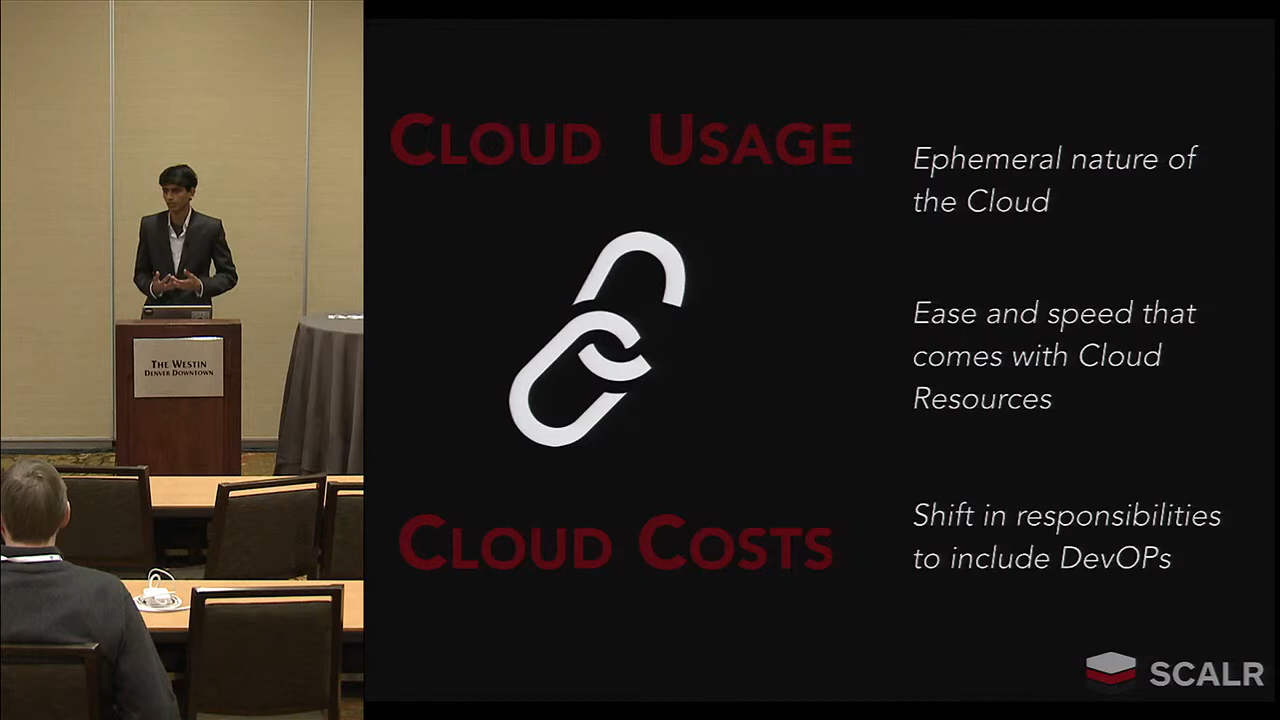 THE WESTIN
DENVER DOWNTOWN
CLOUD USAGE
CLOUD COSTS
Ephemeral nature of
the Cloud
Ease and speed that
comes with Cloud
Resources
Shift in responsibilities
to include DevOPs
SCALR